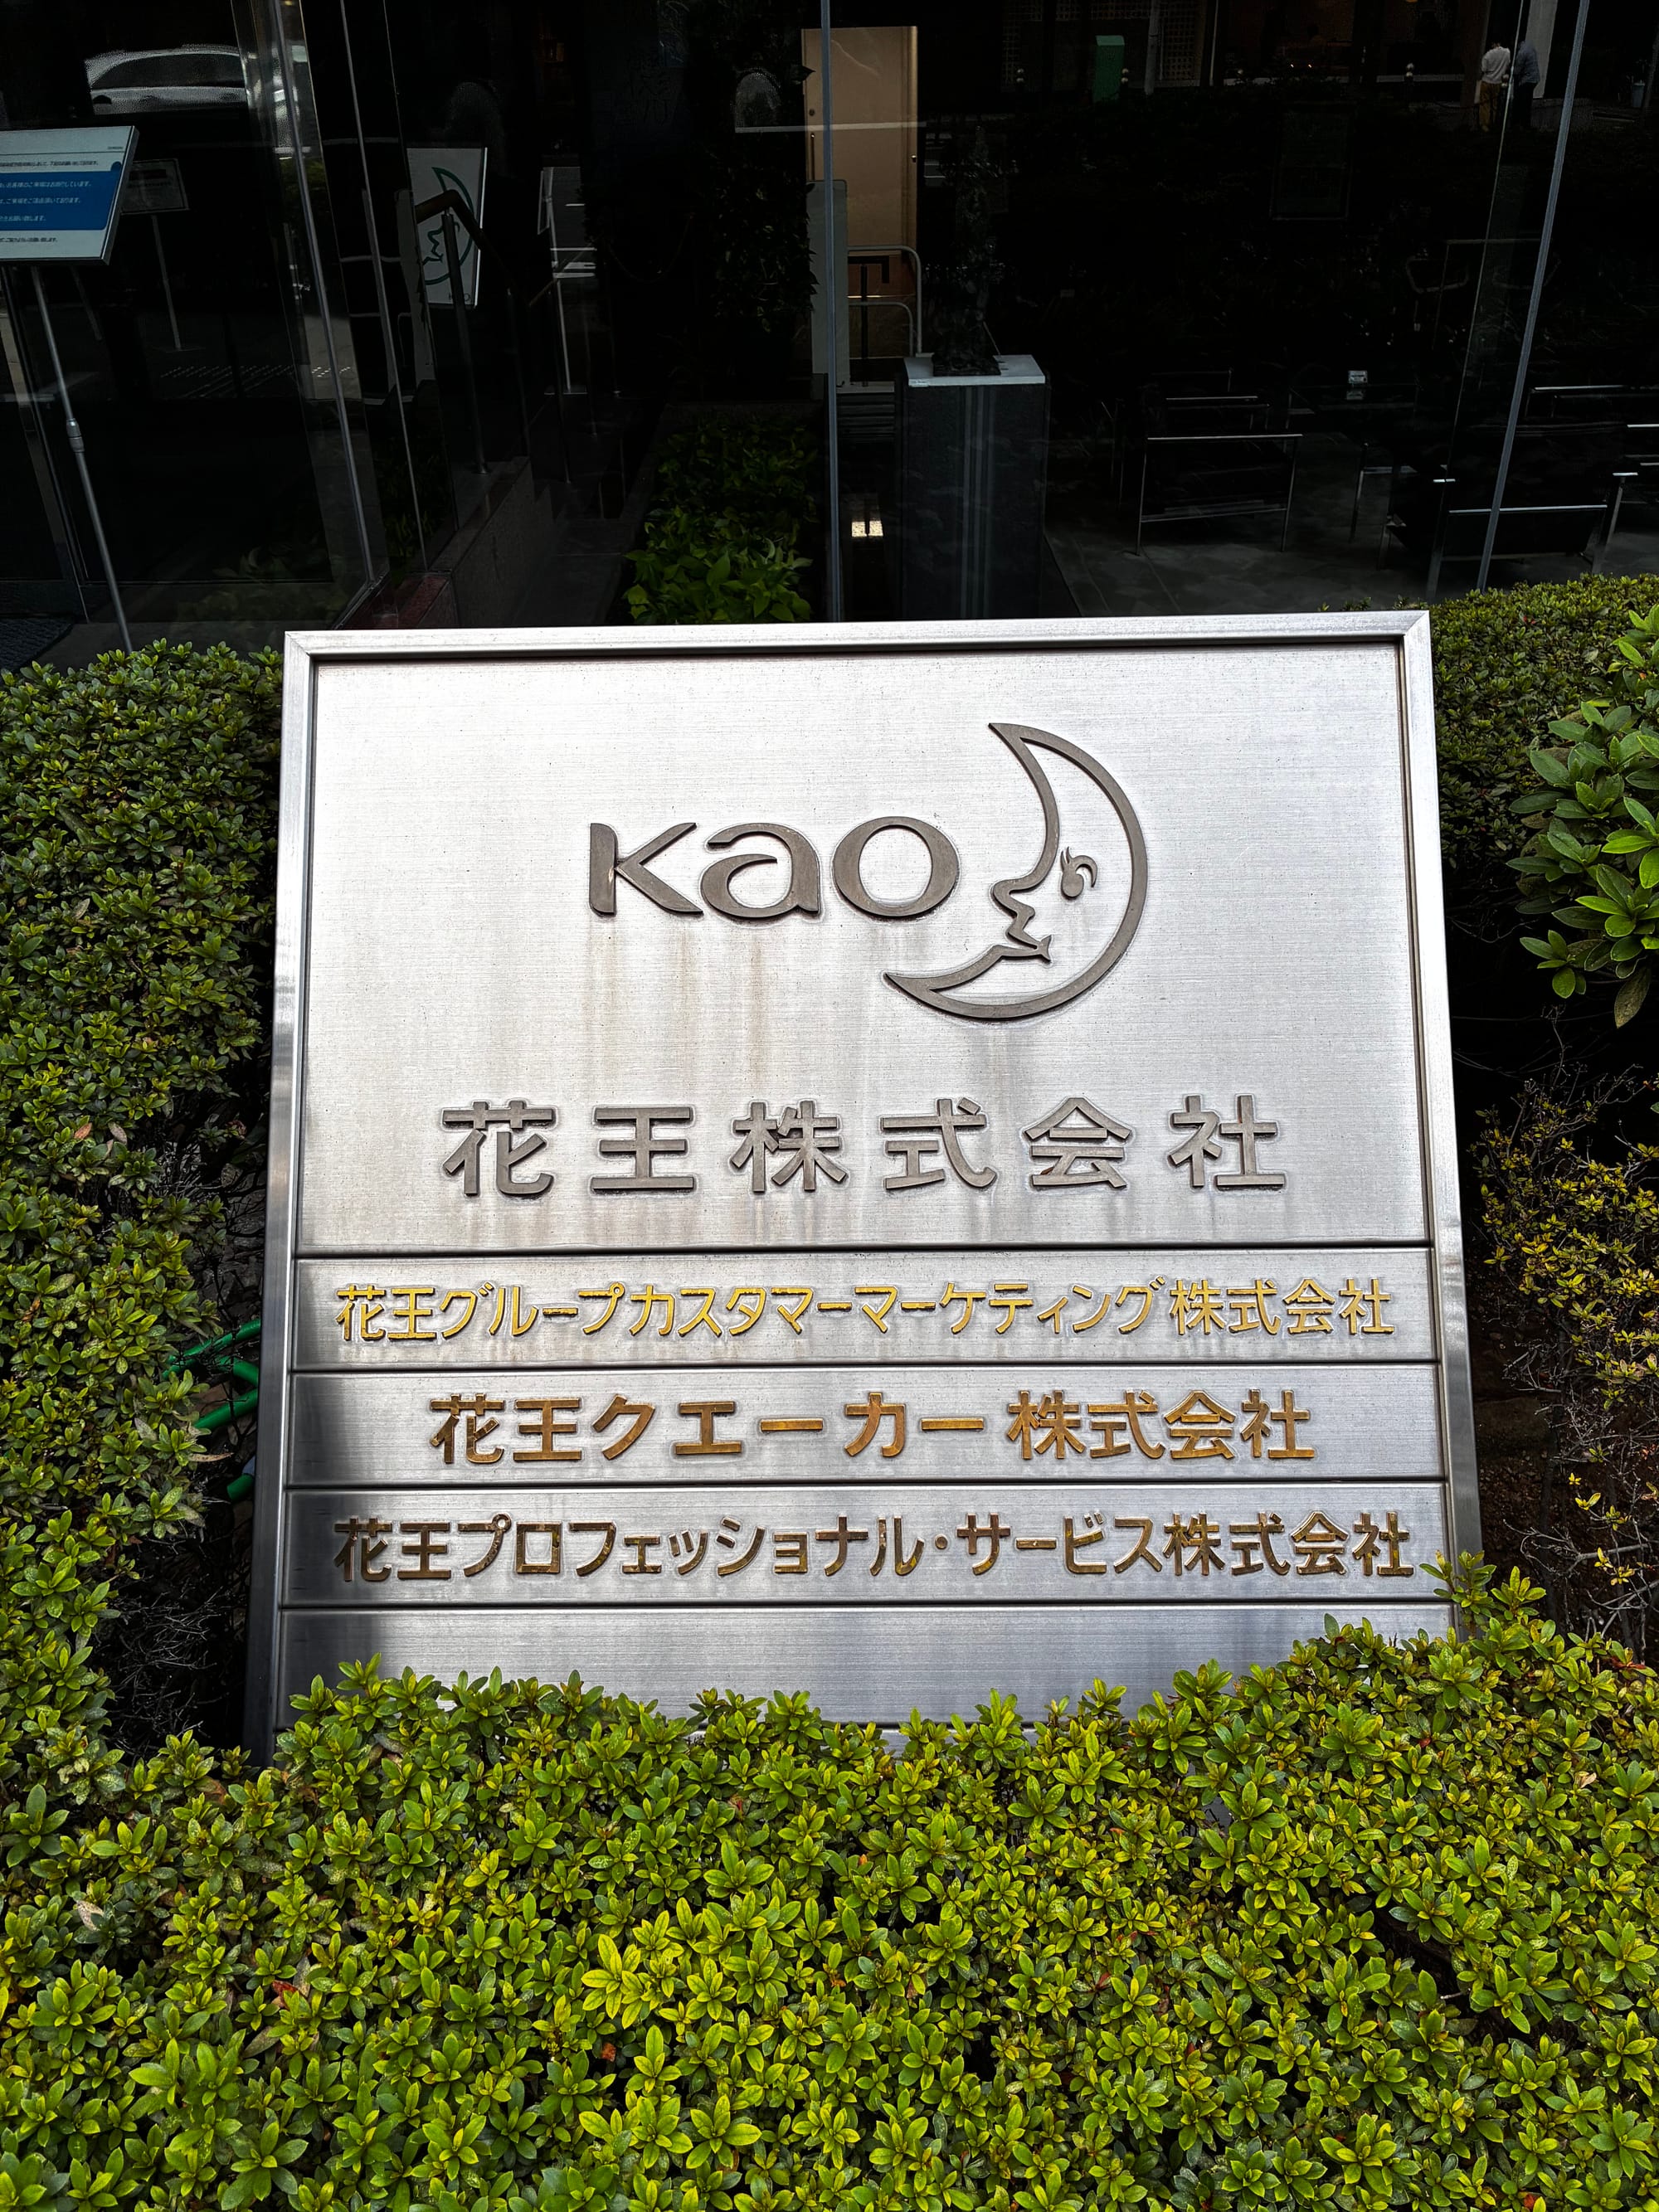 kao
花王株式会社
花王グループカスタマーマーケティング株式会社
花王クエーカー株式会社
花王プロフェッショナル・サービス株式会社